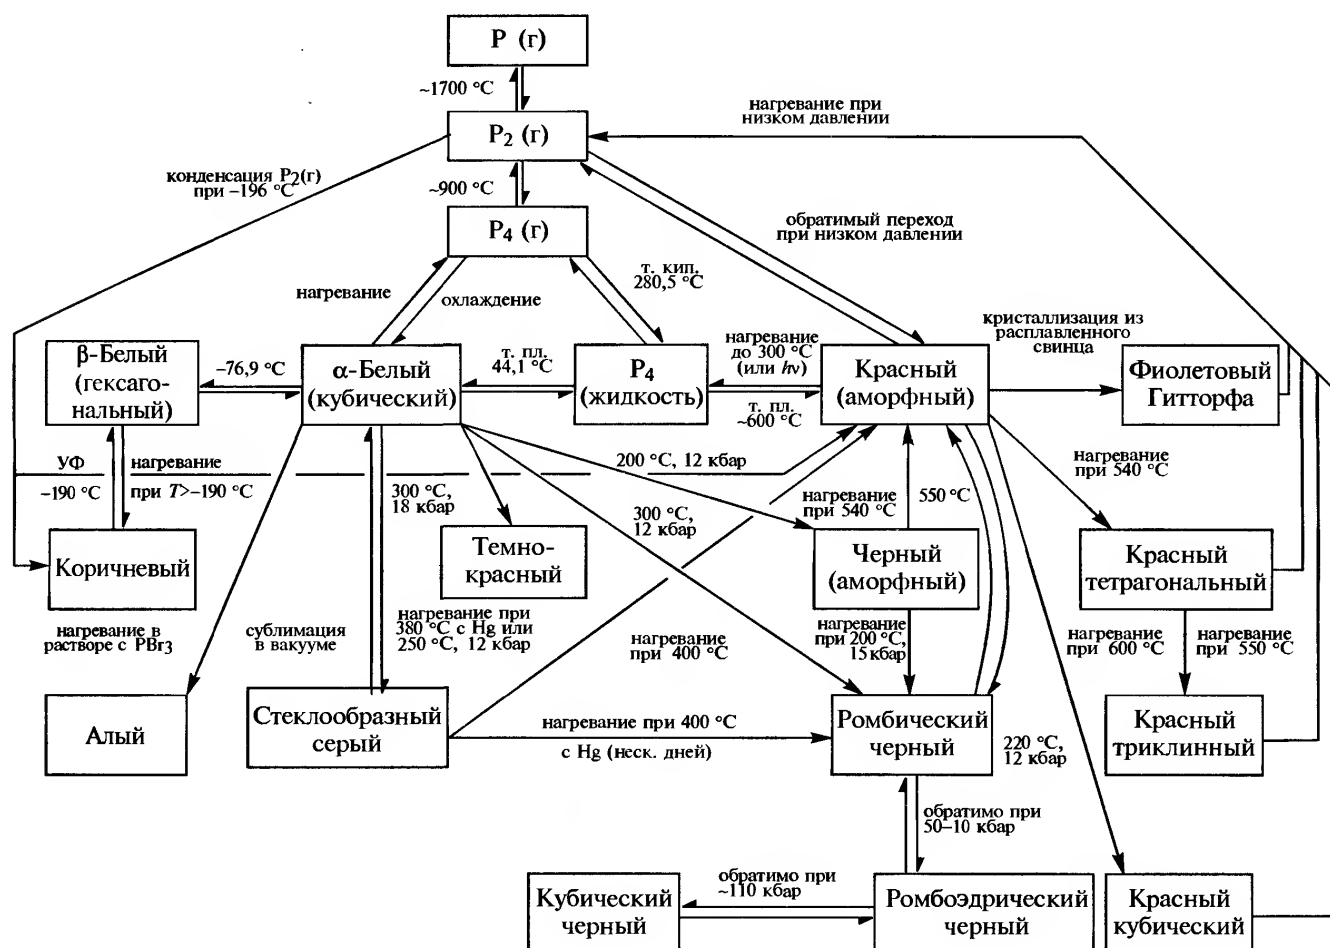 P (г)
~1700 °C
нагревание при
низком давлении
P2 (г)
конденсация P2(г)
при –196 °C
~900 °C
P4 (г)
обратимый переход
при низком давлении
т. кип.
280,5 °C
нагревание
охлаждение
кристаллизация из
расплавленного
свинца
β-Белый
(гексаго-
нальный)
–76,9 °C
α-Белый
(кубический)
т. пл.
44,1 °C
P4
(жидкость)
нагревание
до 300 °C
(или hν)
т. пл.
~600 °C
Красный
(аморфный)
Фиолетовый
Гитторфа
УФ
–190 °C
нагревание
при T>–190 °C
300 °C,
18 кбар
200 °C, 12 кбар
нагревание
при 540 °C
550 °C
нагревание
при 540 °C
300 °C,
12 кбар
Коричневый
Темно-
красный
Черный
(аморфный)
Красный
тетрагональный
нагревание в
растворе с PBr3
сублимация
в вакууме
нагревание при
380 °C с Hg или
250 °C, 12 кбар
нагревание
при 400 °C
нагревание
при 200 °C,
15 кбар
нагревание
при 600 °C
нагревание
при 550 °C
Алый
Стеклообразный
серый
нагревание при 400 °C
с Hg (неск. дней)
Ромбический
черный
220 °C,
12 кбар
Красный
триклинный
обратимо при
50–10 кбар
Кубический
черный
обратимо при
~110 кбар
Ромбоэдрический
черный
Красный
кубический